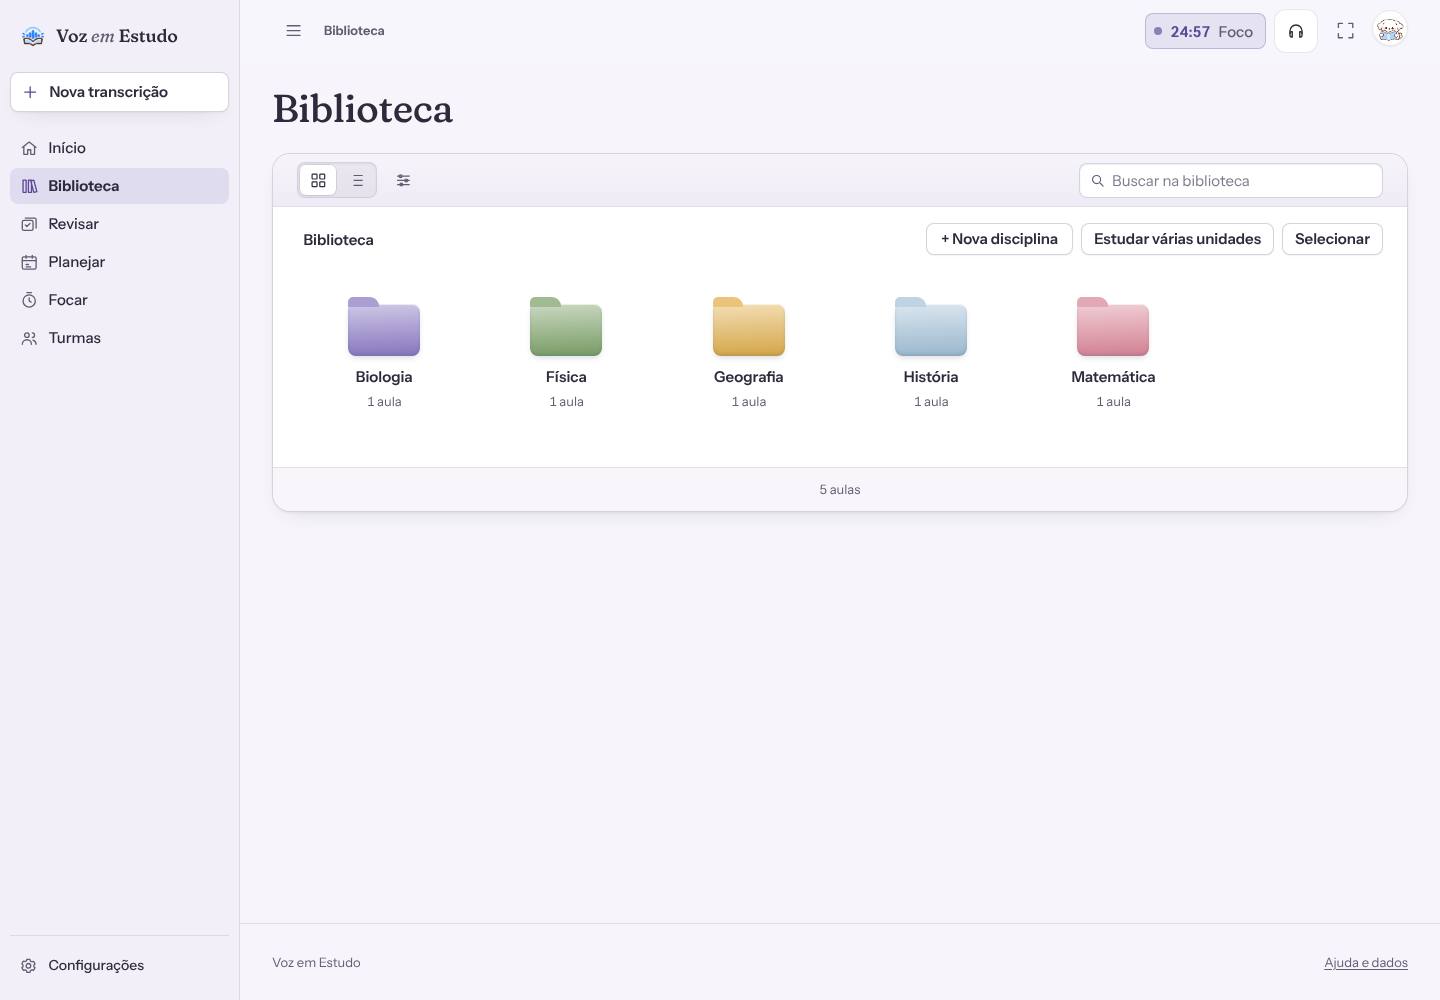 Voz em Estudo
Nova transcrição
Início
Biblioteca
Revisar
Planejar
Focar
Turmas
Configurações
Biblioteca
24:57 Foco
Biblioteca
Buscar na biblioteca
Biblioteca
+ Nova disciplina
Estudar várias unidades
Selecionar
Biologia
1 aula
Física
1 aula
Geografia
1 aula
História
1 aula
Matemática
1 aula
5 aulas
Voz em Estudo
Ajuda e dados